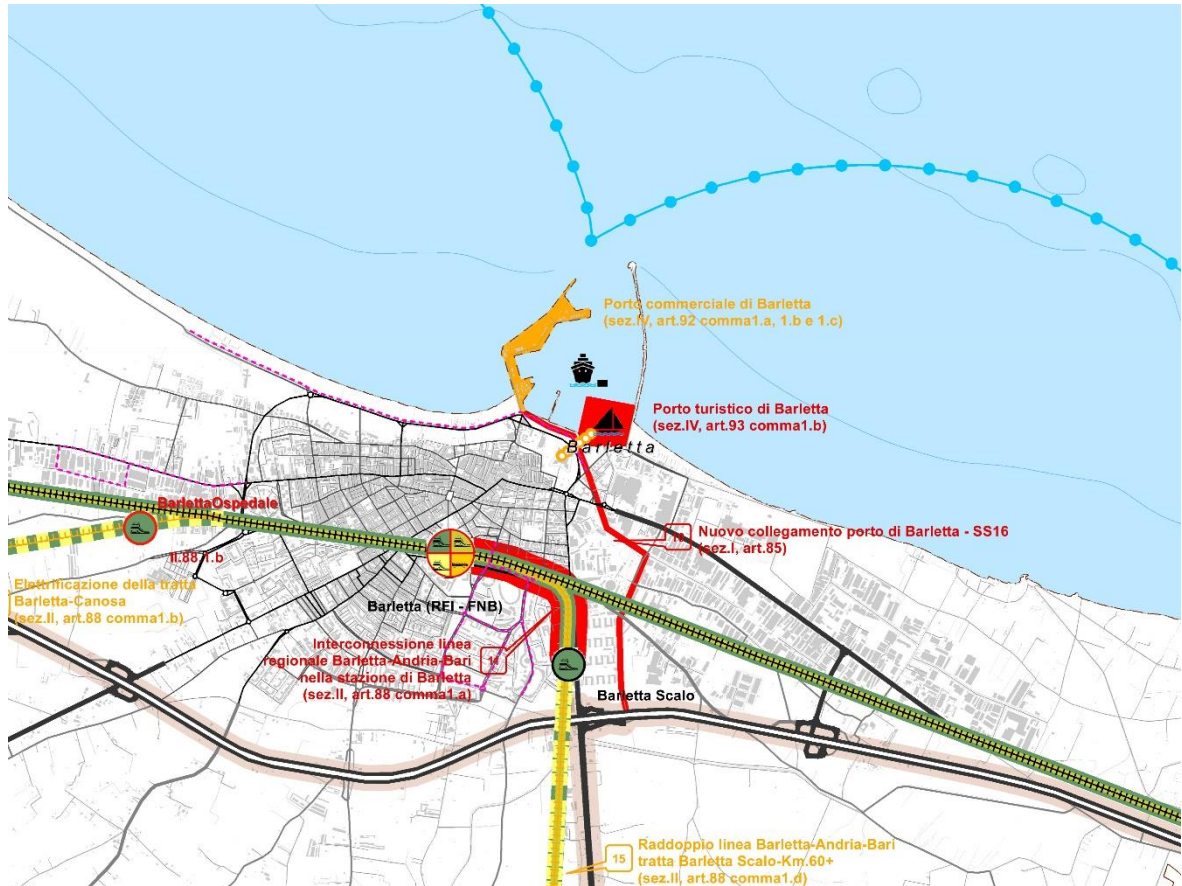 Porto commerciale di Barletta
(sez.IV, art.92 comma1.a, 1.b e 1.c)
Porto turistico di Barletta
(sez.IV, art.93 comma1.b)
Barletta
BarlettaOspedale
II.88 1.b
Nuovo collegamento porto di Barletta - SS16
(sez.I, art.85)
Elettrificazione della tratta
Barletta-Canosa
(sez.II, art.88 comma1.b)
Barletta (RFI - FNB)
Interconnessione linea
regionale Barletta-Andria-Bari
nella stazione di Barletta
(sez.II, art.88 comma1.a)
Barletta Scalo
15
Raddoppio linea Barletta-Andria-Bari
tratta Barletta Scalo-Km.60+
(sez.II, art.88 comma1.d)